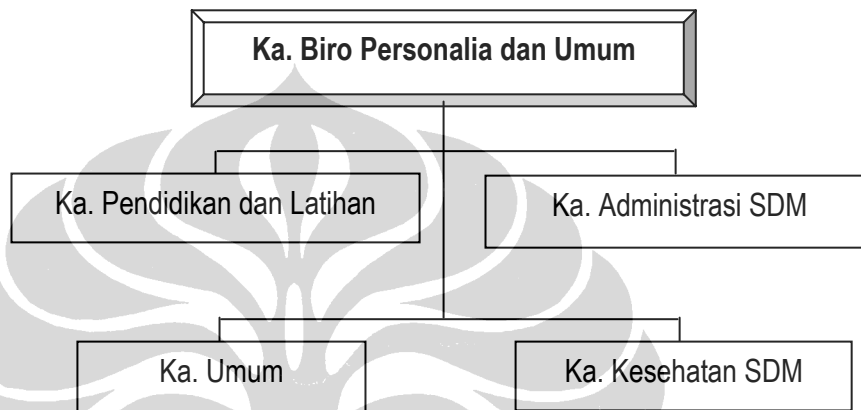 Ka. Biro Personalia dan Umum
Ka. Pendidikan dan Latihan
Ka. Administrasi SDM
Ka. Umum
Ka. Kesehatan SDM